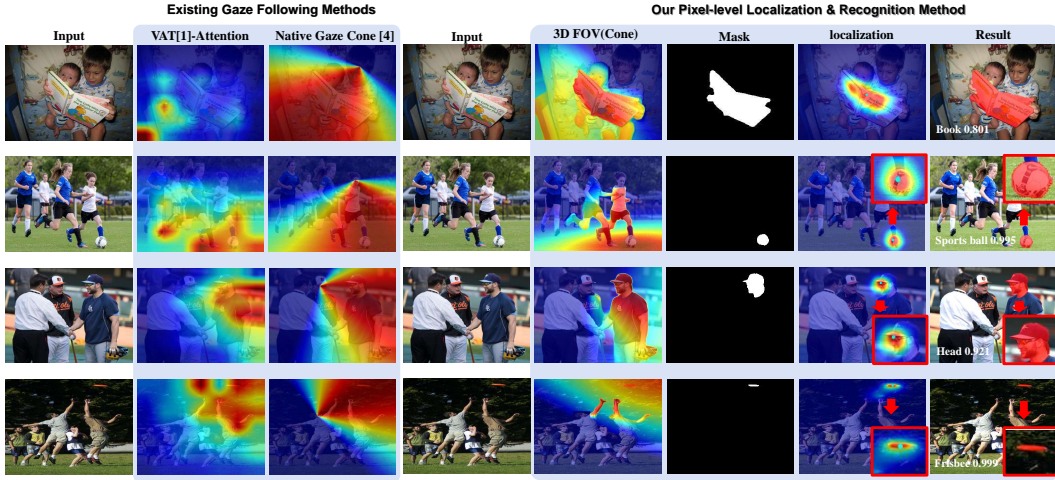 Existing Gaze Following Methods
Our Pixel-level Localization & Recognition Method
Input
VAT[1]-Attention
Native Gaze Cone [4]
Input
3D FOV(Cone)
Mask
localization
Result
Book 0.801
Sports ball 0.995
Head 0.921
Frisbee 0.999